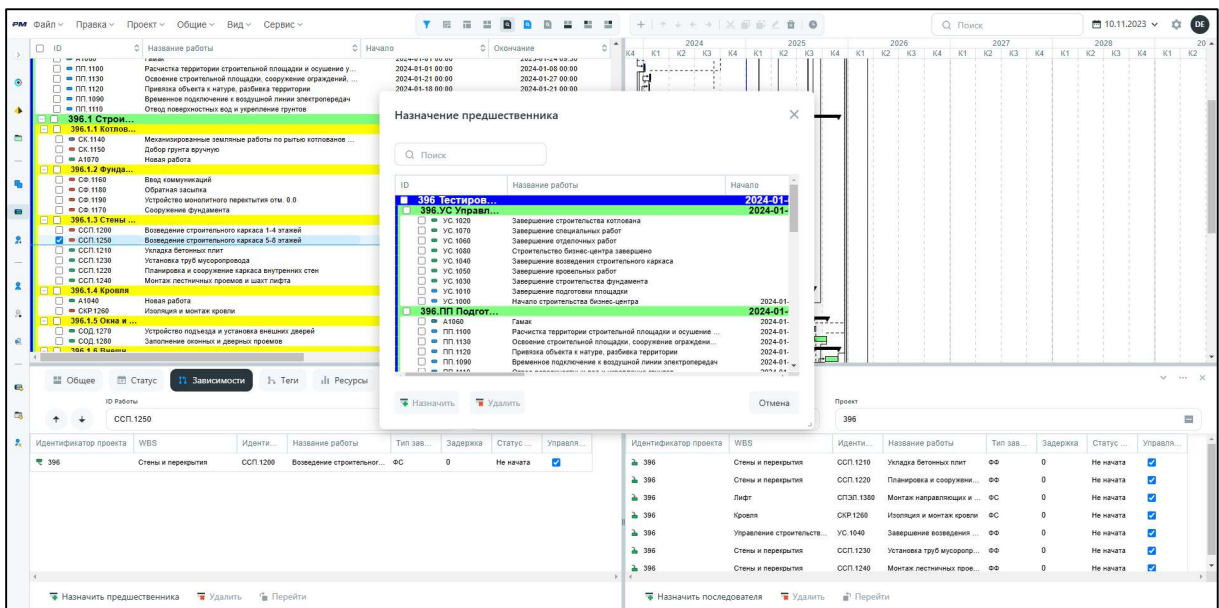 PM Файл Правка Проект Общие Вид Сервис Поиск 10.11.2023 DE
ID Название работы Начало Окончание
2024 2025 2026 2027 2028 20
К4 К1 К2 К3 К4 К1 К2 К3 К4 К1 К2 К3 К4 К1 К2 К3 К4 К1 К2 К3 К4 К1 К2
ПП.1100 Расчистка территории строительной площадки и осушение у... 2024-01-01 00:00 2024-01-08 00:00
ПП.1130 Освоение строительной площадки, сооружение ограждений, ... 2024-01-21 00:00 2024-01-27 00:00
ПП.1120 Привязка объекта к натуре, разбивка территории 2024-01-18 00:00 2024-01-21 00:00
ПП.1090 Временное подключение к воздушной линии электропередач
ПП.1110 Отвод поверхностных вод и укрепление грунтов
396.1 Строи...
396.1.1 Котлов...
СК.1140 Механизированные земляные работы по рытью котлованов ...
СК.1150 Добор грунта вручную
А1070 Новая работа
396.1.2 Фунда...
СФ.1160 Ввод коммуникаций
СФ.1180 Обратная засыпка
СФ.1190 Устройство монолитного перектытия отм. 0.0
СФ.1170 Сооружение фундамента
396.1.3 Стены ...
ССП.1200 Возведение строительного каркаса 1-4 этажей
ССП.1250 Возведение строительного каркаса 5-8 этажей
ССП.1210 Укладка бетонных плит
ССП.1230 Установка труб мусоропровода
ССП.1220 Планировка и сооружение каркаса внутренних стен
ССП.1240 Монтаж лестничных проемов и шахт лифта
396.1.4 Кровля
А1040 Новая работа
СКР.1260 Изоляция и монтаж кровли
396.1.5 Окна и ...
СОД.1270 Устройство подъезда и установка внешних дверей
СОД.1280 Заполнение оконных и дверных проемов
396.1.6 Внешн...
Назначение предшественника
Поиск
ID Название работы Начало
396 Тестиров... 2024-01-
396.УС Управл... 2024-01-
УС.1020 Завершение строительства котлована
УС.1070 Завершение специальных работ
УС.1060 Завершение отделочных работ
УС.1080 Строительство бизнес-центра завершено
УС.1040 Завершение возведения строительного каркаса
УС.1050 Завершение кровельных работ
УС.1030 Завершение строительства фундамента
УС.1010 Завершение подготовки площадки
УС.1000 Начало строительства бизнес-центра 2024-01-
396.ПП Подгот... 2024-01-
А1060 Гамак 2024-01-
ПП.1100 Расчистка территории строительной площадки и осушение ... 2024-01-
ПП.1130 Освоение строительной площадки, сооружение ограждени... 2024-01-
ПП.1120 Привязка объекта к натуре, разбивка территории 2024-01-
ПП.1090 Временное подключение к воздушной линии электропередач 2024-01-
Назначить Удалить Отмена
Общее Статус Зависимости Теги Ресурсы
ID Работы Проект
ССП.1250 396
Идентификатор проекта WBS Иденти... Название работы Тип зав... Задержка Статус ... Управля...
396 Стены и перекрытия ССП.1200 Возведение строительног... ФС 0 Не начата
Назначить предшественника Удалить Перейти
Идентификатор проекта WBS Иденти... Название работы Тип зав... Задержка Статус ... Управля...
396 Стены и перекрытия ССП.1210 Укладка бетонных плит ФФ 0 Не начата
396 Стены и перекрытия ССП.1220 Планировка и сооружени... ФФ 0 Не начата
396 Лифт СПЭЛ.1380 Монтаж направляющих и ... ФС 0 Не начата
396 Кровля СКР.1260 Изоляция и монтаж кровли ФС 0 Не начата
396 Управление строительств... УС.1040 Завершение возведения ... ФФ 0 Не начата
396 Стены и перекрытия ССП.1230 Установка труб мусоропр... ФФ 0 Не начата
396 Стены и перекрытия ССП.1240 Монтаж лестничных прое... ФФ 0 Не начата
Назначить последователя Удалить Перейти